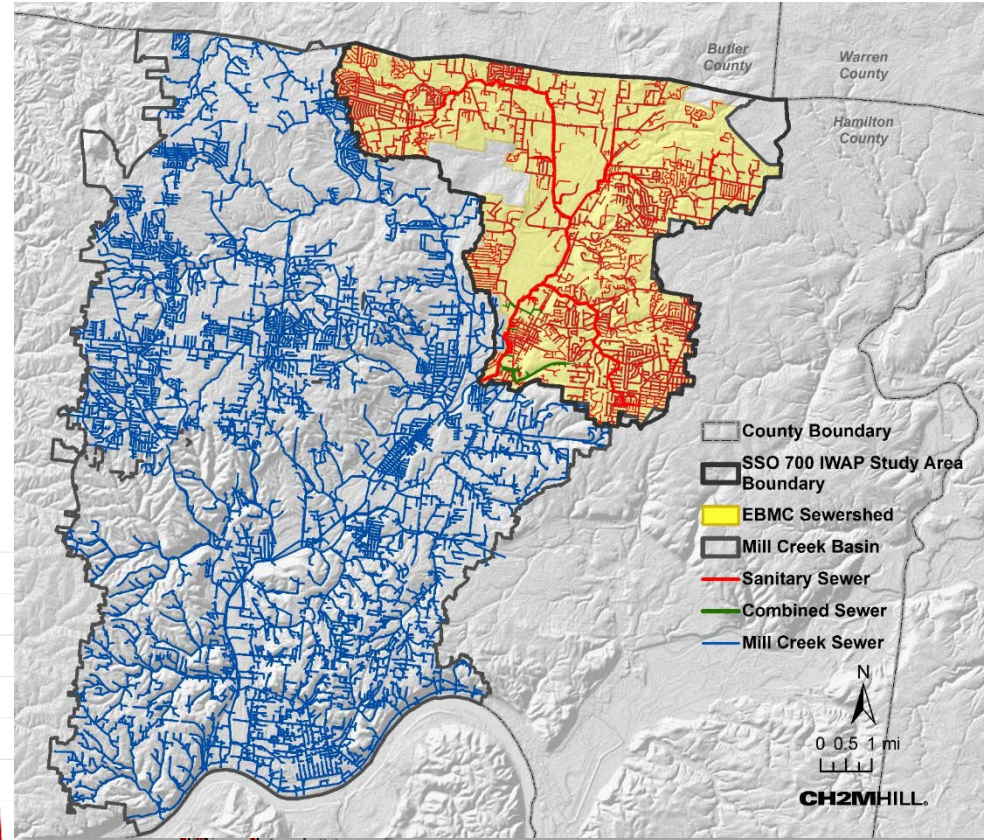 Butler
County
Warren
County
Hamilton
County
County Boundary
SSO 700 IWAP Study Area
Boundary
EBMC Sewershed
Mill Creek Basin
Sanitary Sewer
Combined Sewer
Mill Creek Sewer
N
0 0.5 1 mi
CH2MHILL®